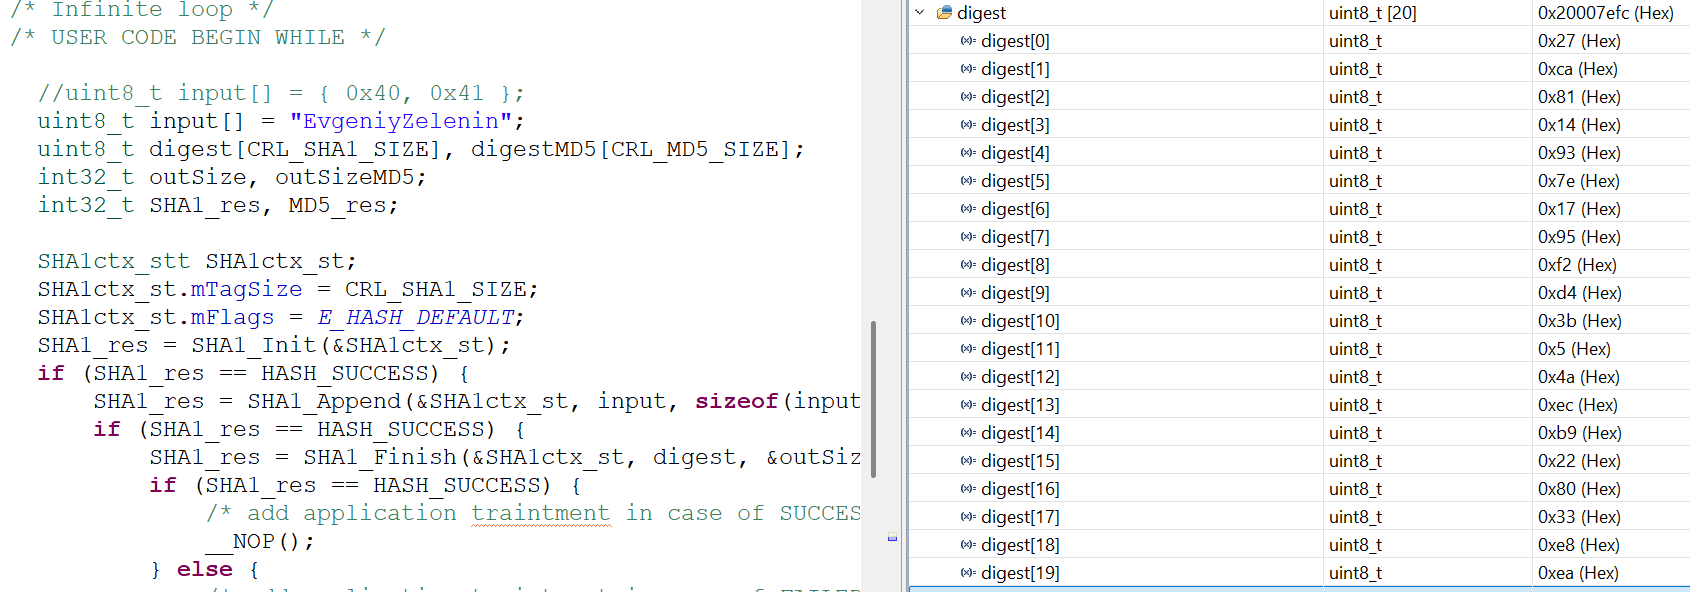 /* Infinite loop */
/* USER CODE BEGIN WHILE */
//uint8_t input[] = { 0x40, 0x41 };
uint8_t input[] = "EvgeniyZelenin";
uint8_t digest[CRL_SHA1_SIZE], digestMD5[CRL_MD5_SIZE];
int32_t outSize, outSizeMD5;
int32_t SHA1_res, MD5_res;
SHA1ctx_stt SHA1ctx_st;
SHA1ctx_st.mTagSize = CRL_SHA1_SIZE;
SHA1ctx_st.mFlags = E_HASH_DEFAULT;
SHA1_res = SHA1_Init(&SHA1ctx_st);
if (SHA1_res == HASH_SUCCESS) {
SHA1_res = SHA1_Append(&SHA1ctx_st, input, sizeof(input
if (SHA1_res == HASH_SUCCESS) {
SHA1_res = SHA1_Finish(&SHA1ctx_st, digest, &outSiz
if (SHA1_res == HASH_SUCCESS) {
/* add application traintment in case of SUCCES
__NOP();
} else {
digest uint8_t [20] 0x20007efc (Hex)
(x)= digest[0] uint8_t 0x27 (Hex)
(x)= digest[1] uint8_t 0xca (Hex)
(x)= digest[2] uint8_t 0x81 (Hex)
(x)= digest[3] uint8_t 0x14 (Hex)
(x)= digest[4] uint8_t 0x93 (Hex)
(x)= digest[5] uint8_t 0x7e (Hex)
(x)= digest[6] uint8_t 0x17 (Hex)
(x)= digest[7] uint8_t 0x95 (Hex)
(x)= digest[8] uint8_t 0xf2 (Hex)
(x)= digest[9] uint8_t 0xd4 (Hex)
(x)= digest[10] uint8_t 0x3b (Hex)
(x)= digest[11] uint8_t 0x5 (Hex)
(x)= digest[12] uint8_t 0x4a (Hex)
(x)= digest[13] uint8_t 0xec (Hex)
(x)= digest[14] uint8_t 0xb9 (Hex)
(x)= digest[15] uint8_t 0x22 (Hex)
(x)= digest[16] uint8_t 0x80 (Hex)
(x)= digest[17] uint8_t 0x33 (Hex)
(x)= digest[18] uint8_t 0xe8 (Hex)
(x)= digest[19] uint8_t 0xea (Hex)